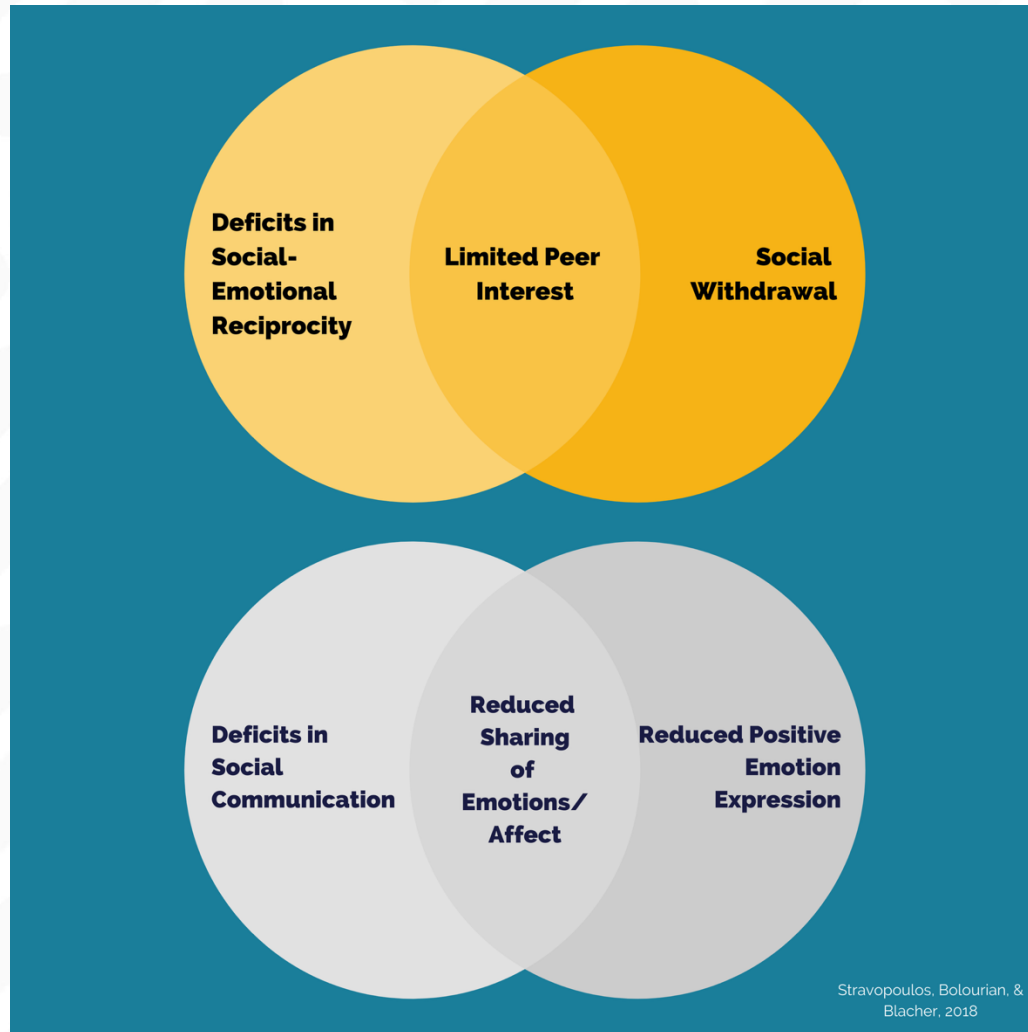 Deficits in
Social-
Emotional
Reciprocity
Limited Peer
Interest
Social
Withdrawal
Deficits in
Social
Communication
Reduced
Sharing
of
Emotions/
Affect
Reduced Positive
Emotion
Expression
Stravopoulos, Bolourian, &
Blacher, 2018